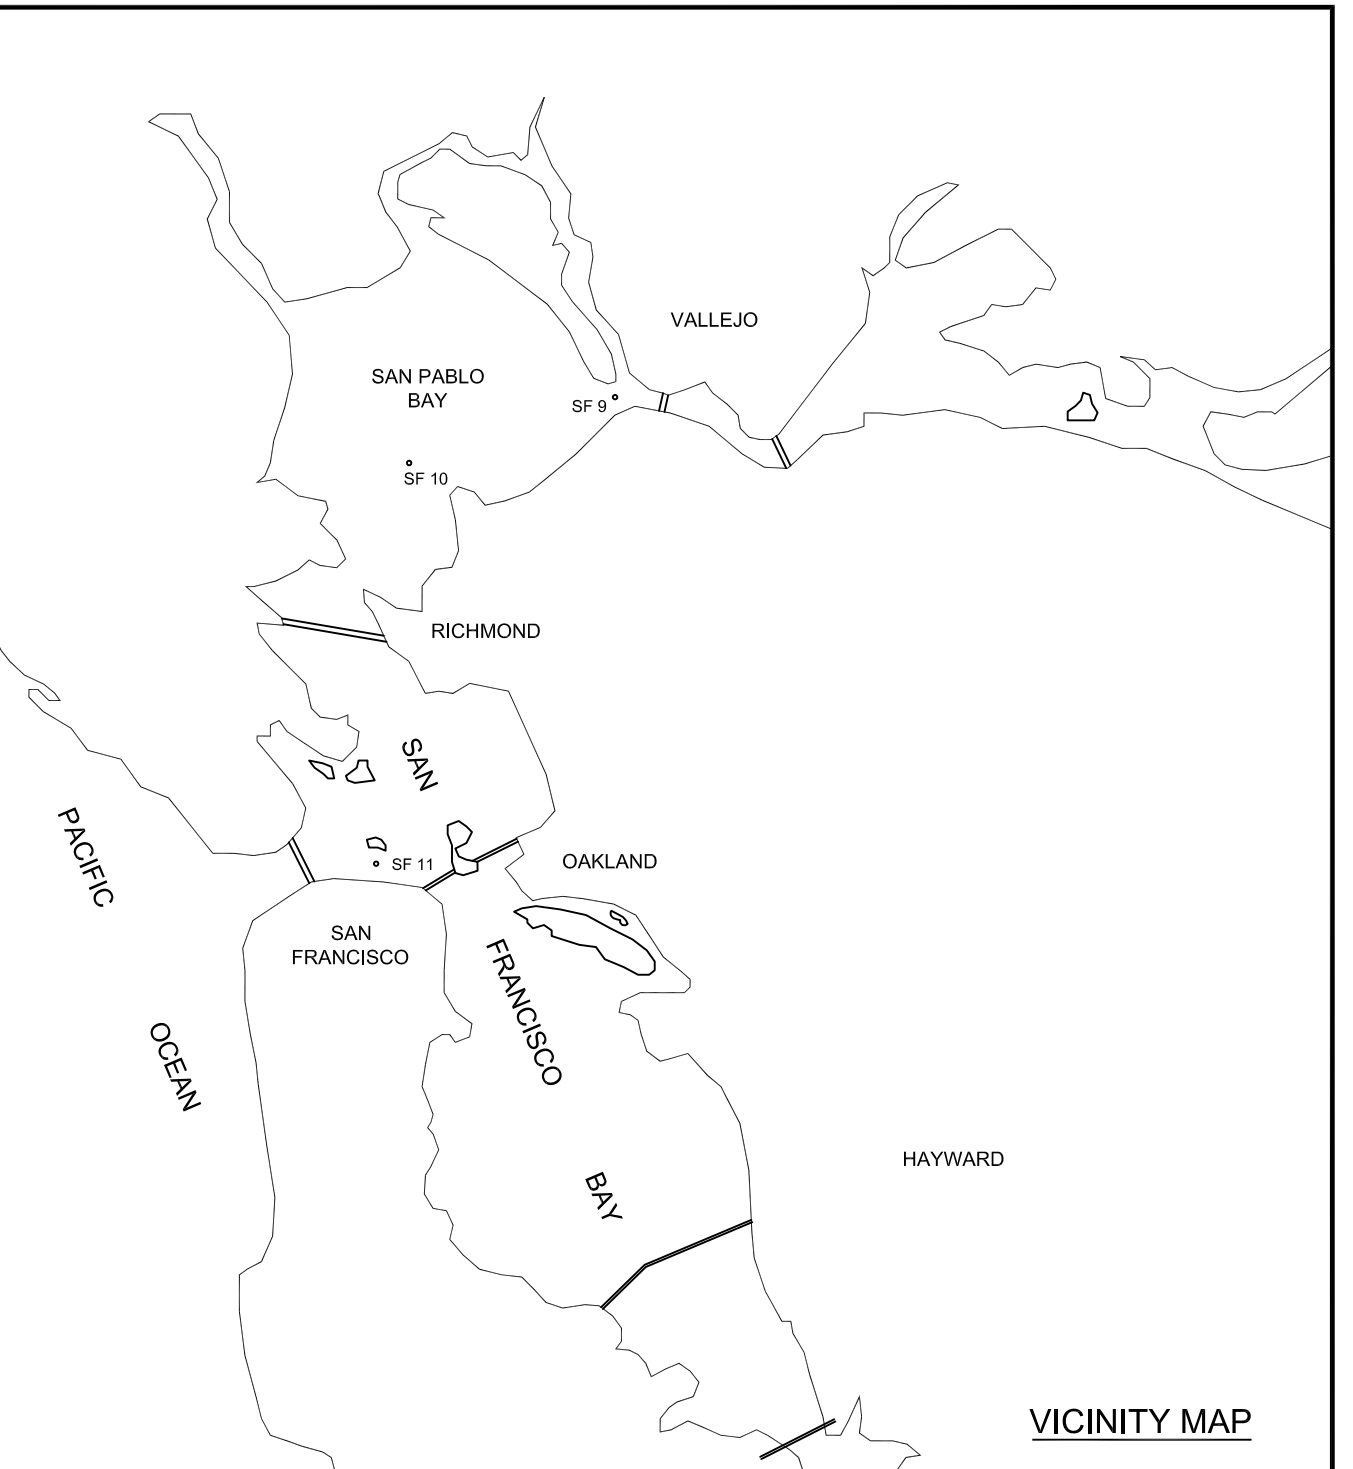 VALLEJO
SAN PABLO
BAY
SF 9
SF 10
RICHMOND
SAN
PACIFIC
SF 11
OAKLAND
SAN
FRANCISCO
FRANCISCO
OCEAN
HAYWARD
BAY
VICINITY MAP